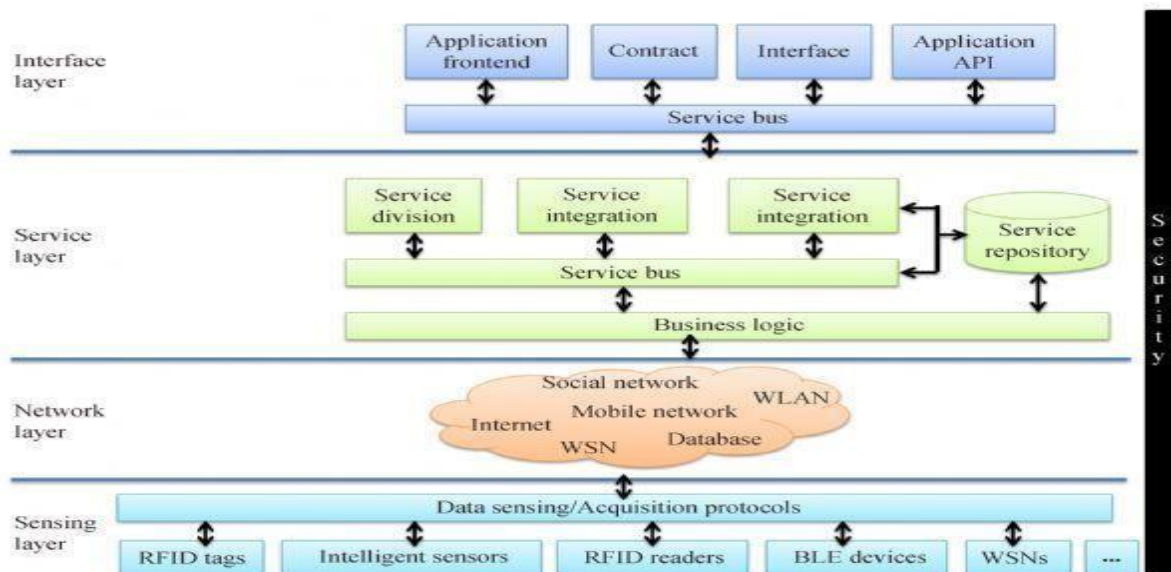 Interface
layer
Application
frontend
Contract
Interface
Application
API
Service bus
Service
layer
Service
division
Service
integration
Service
integration
Service
repository
Service bus
Business logic
Network
layer
Social network
WLAN
Mobile network
Internet
Database
WSN
Sensing
layer
Data sensing/Acquisition protocols
RFID tags
Intelligent sensors
RFID readers
BLE devices
WSNs
...
Security